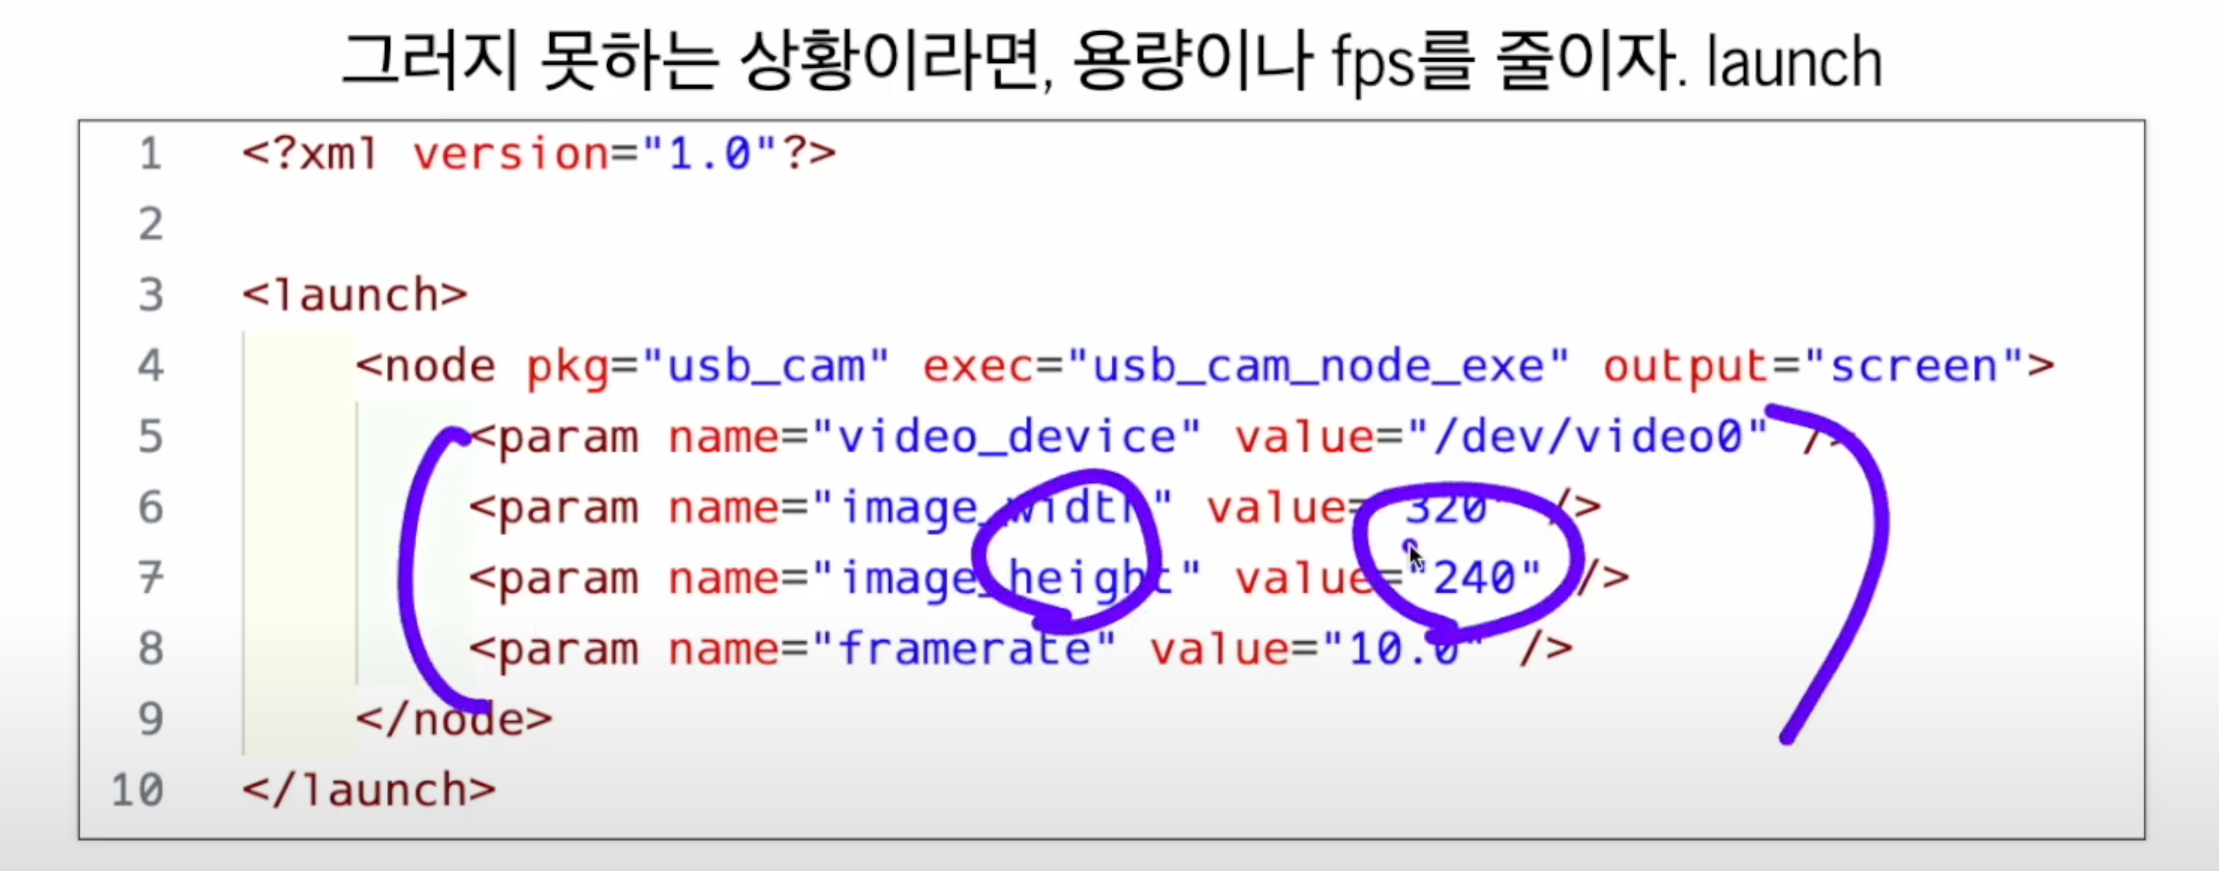 그러지 못하는 상황이라면, 용량이나 fps를 줄이자. launch
1 <?xml version="1.0"?>
2
3 <launch>
4 <node pkg="usb_cam" exec="usb_cam_node_exe" output="screen">
5 <param name="video_device" value="/dev/video0" />
6 <param name="image_width" value="320" />
7 <param name="image_height" value="240" />
8 <param name="framerate" value="10.0" />
9 </node>
10 </launch>